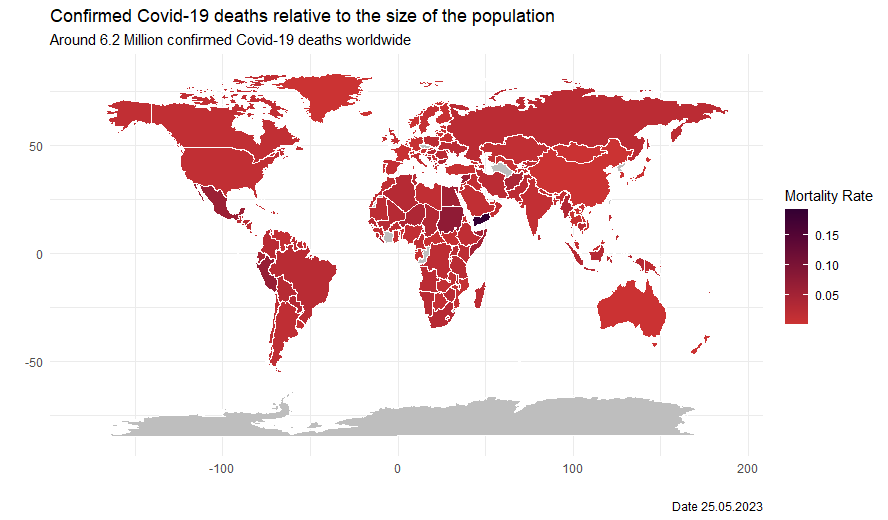 Confirmed Covid-19 deaths relative to the size of the population
Around 6.2 Million confirmed Covid-19 deaths worldwide
Mortality Rate
0.15
0.10
0.05
50
0
-50
-100
0
100
200
Date 25.05.2023